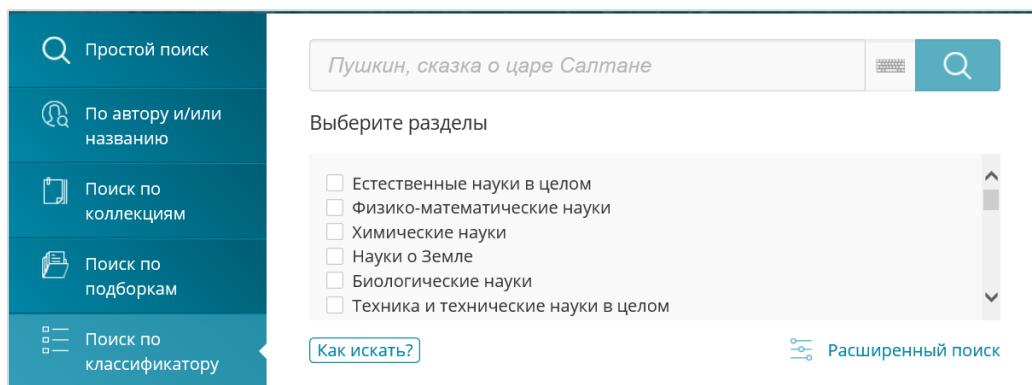 Простой поиск
По автору и/или
названию
Поиск по
коллекциям
Поиск по
подборкам
Поиск по
классификатору
Пушкин, сказка о царе Салтане
Выберите разделы
Естественные науки в целом
Физико-математические науки
Химические науки
Науки о Земле
Биологические науки
Техника и технические науки в целом
Как искать?
Расширенный поиск